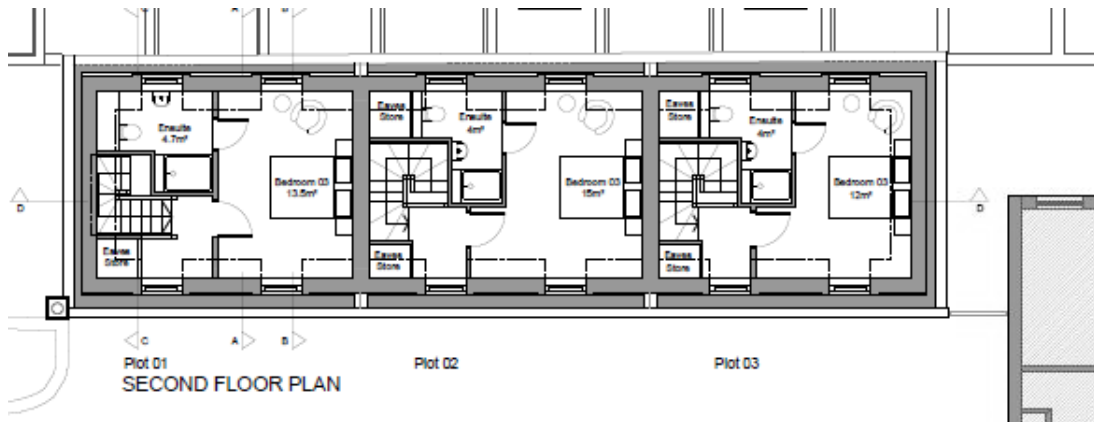 C
A
B
Ensuite
4.7m²
Bedroom 03
13.5m²
Eaves
Store
Eaves
Store
Ensuite
4m²
Bedroom 03
15m²
Eaves
Store
Eaves
Store
Ensuite
4m²
Bedroom 03
12m²
Eaves
Store
D
D
C
A
B
Plot 01
Plot 02
Plot 03
SECOND FLOOR PLAN